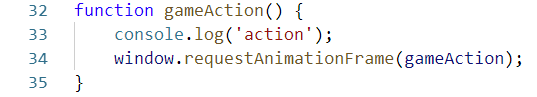 32 function gameAction() {
33     console.log('action');
34     window.requestAnimationFrame(gameAction);
35 }